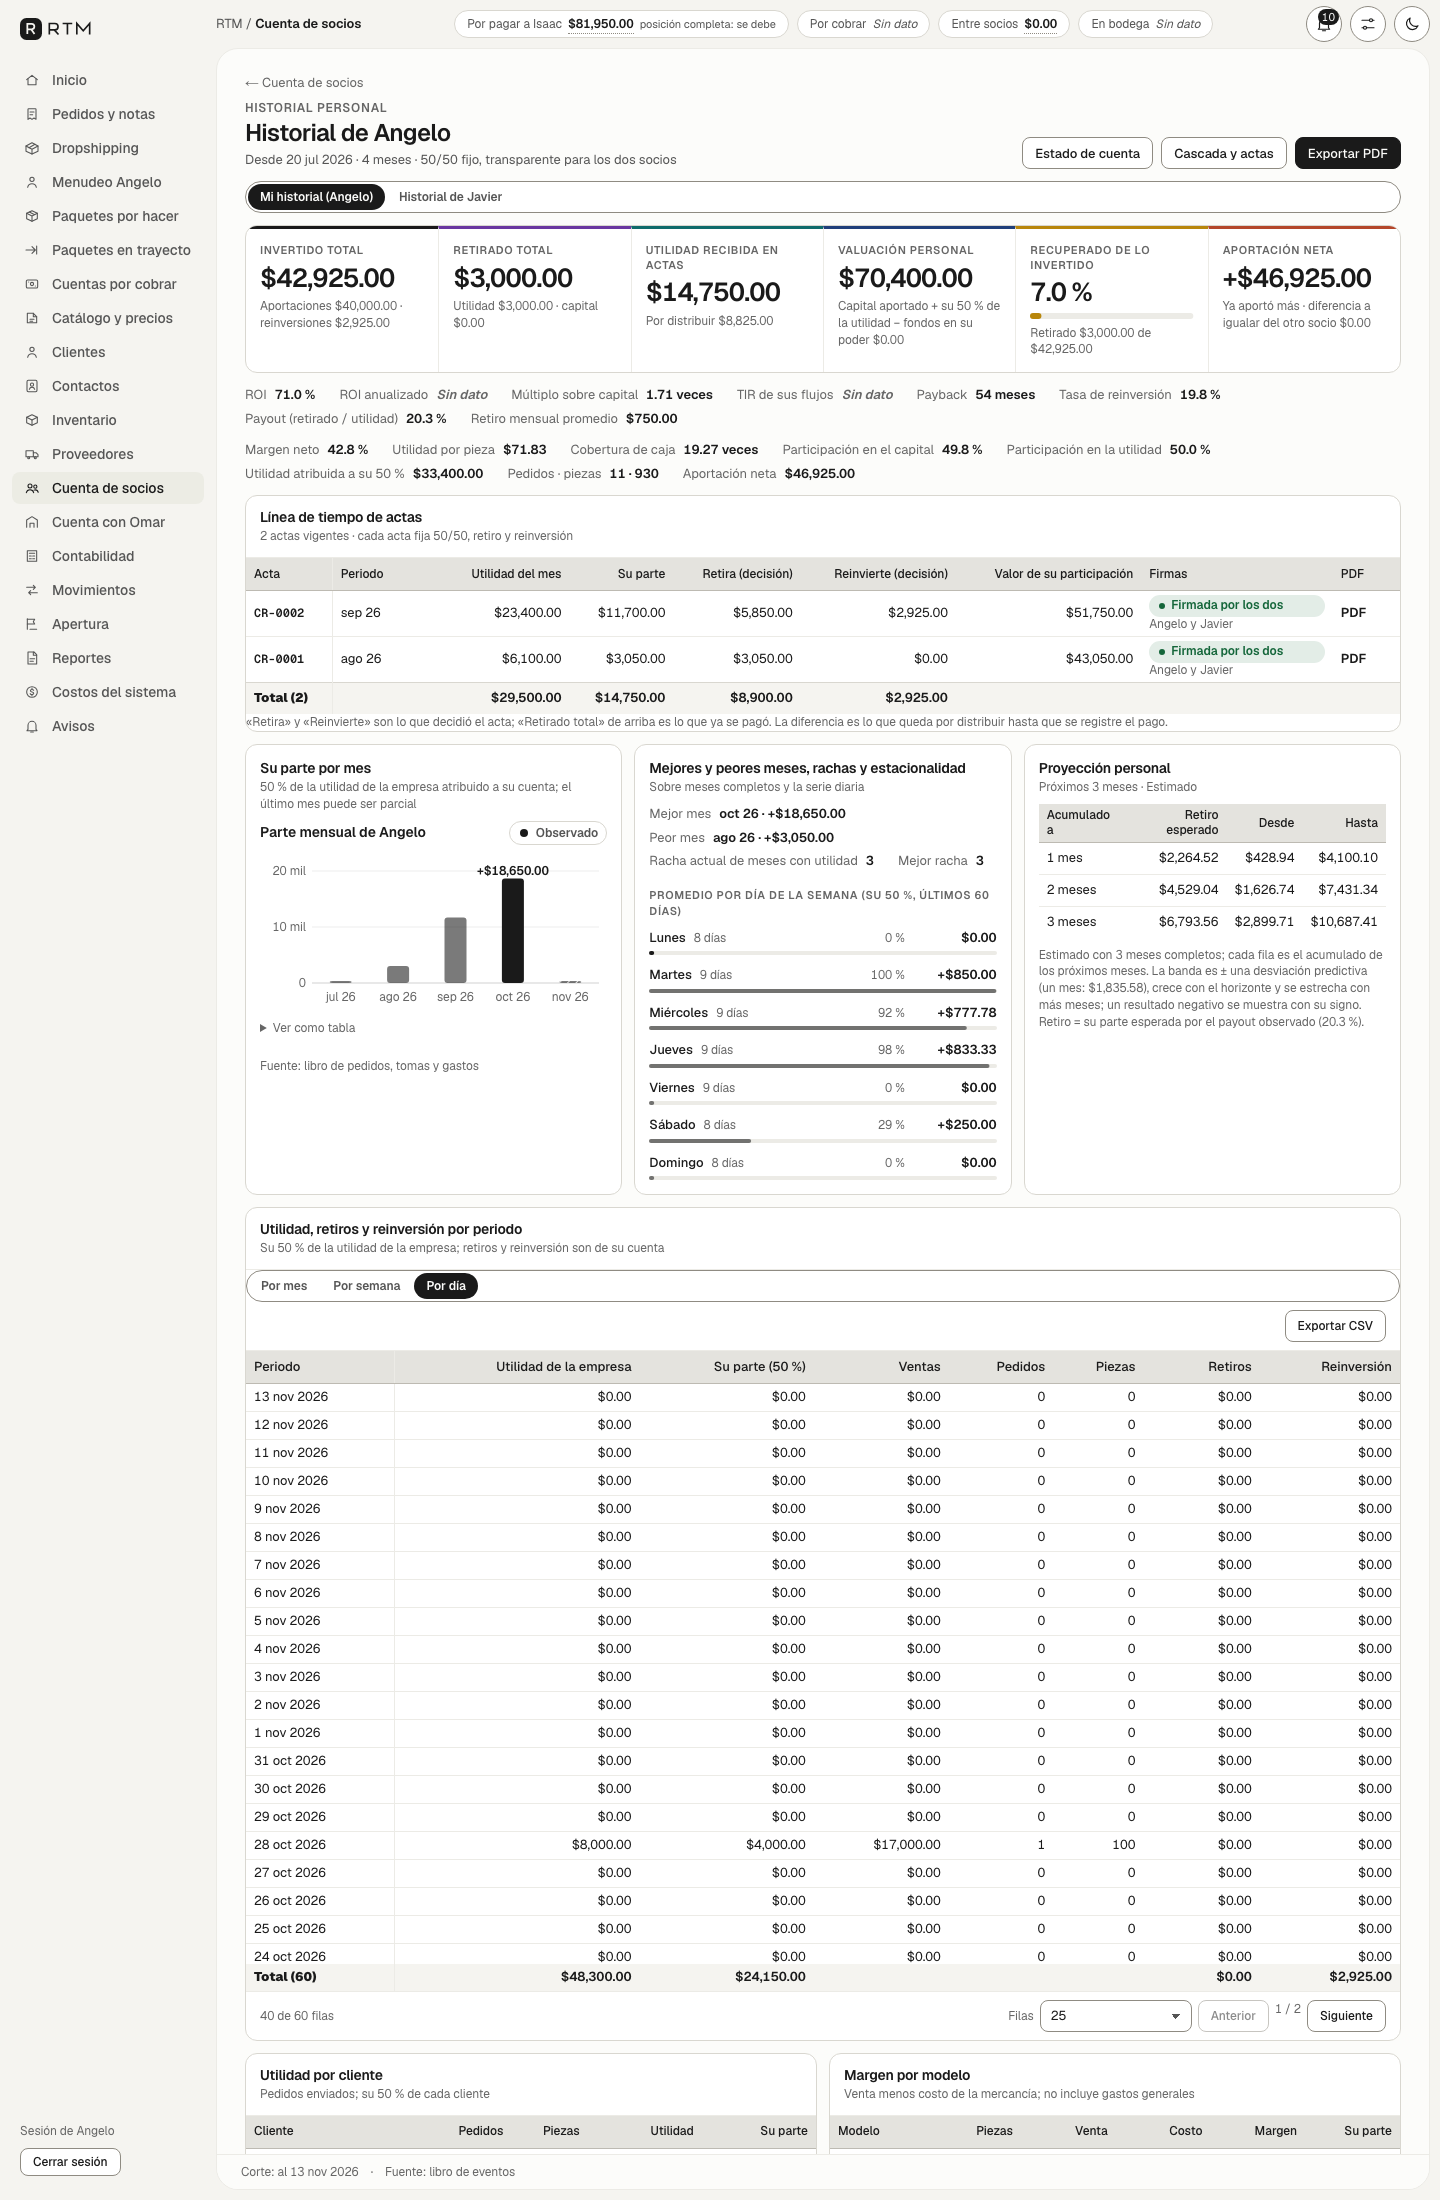 R RTM
RTM / Cuenta de socios
Por pagar a Isaac $81,950.00 posición completa: se debe
Por cobrar Sin dato
Entre socios $0.00
En bodega Sin dato
10
Inicio
Pedidos y notas
Dropshipping
Menudeo Angelo
Paquetes por hacer
Paquetes en trayecto
Cuentas por cobrar
Catálogo y precios
Clientes
Contactos
Inventario
Proveedores
Cuenta de socios
Cuenta con Omar
Contabilidad
Movimientos
Apertura
Reportes
Costos del sistema
Avisos
Sesión de Angelo
Cerrar sesión
← Cuenta de socios
HISTORIAL PERSONAL
Historial de Angelo
Desde 20 jul 2026 · 4 meses · 50/50 fijo, transparente para los dos socios
Estado de cuenta
Cascada y actas
Exportar PDF
Mi historial (Angelo) Historial de Javier
INVERTIDO TOTAL
$42,925.00
Aportaciones $40,000.00 ·
reinversiones $2,925.00
RETIRADO TOTAL
$3,000.00
Utilidad $3,000.00 · capital
$0.00
UTILIDAD RECIBIDA EN
ACTAS
$14,750.00
Por distribuir $8,825.00
VALUACIÓN PERSONAL
$70,400.00
Capital aportado + su 50 % de
la utilidad − fondos en su
poder $0.00
RECUPERADO DE LO
INVERTIDO
7.0 %
Retirado $3,000.00 de
$42,925.00
APORTACIÓN NETA
+$46,925.00
Ya aportó más · diferencia a
igualar del otro socio $0.00
ROI 71.0 % ROI anualizado Sin dato Múltiplo sobre capital 1.71 veces TIR de sus flujos Sin dato Payback 54 meses Tasa de reinversión 19.8 %
Payout (retirado / utilidad) 20.3 % Retiro mensual promedio $750.00
Margen neto 42.8 % Utilidad por pieza $71.83 Cobertura de caja 19.27 veces Participación en el capital 49.8 % Participación en la utilidad 50.0 %
Utilidad atribuida a su 50 % $33,400.00 Pedidos · piezas 11 · 930 Aportación neta $46,925.00
Línea de tiempo de actas
2 actas vigentes · cada acta fija 50/50, retiro y reinversión
Acta Periodo Utilidad del mes Su parte Retira (decisión) Reinvierte (decisión) Valor de su participación Firmas PDF
CR-0002 sep 26 $23,400.00 $11,700.00 $5,850.00 $2,925.00 $51,750.00 Firmada por los dos PDF
Angelo y Javier
CR-0001 ago 26 $6,100.00 $3,050.00 $3,050.00 $0.00 $43,050.00 Firmada por los dos PDF
Angelo y Javier
Total (2) $29,500.00 $14,750.00 $8,900.00 $2,925.00
«Retira» y «Reinvierte» son lo que decidió el acta; «Retirado total» de arriba es lo que ya se pagó. La diferencia es lo que queda por distribuir hasta que se registre el pago.
Su parte por mes
50 % de la utilidad de la empresa atribuido a su cuenta; el
último mes puede ser parcial
Parte mensual de Angelo
Observado
20 mil
10 mil
0
+$18,650.00
jul 26 ago 26 sep 26 oct 26 nov 26
Ver como tabla
Fuente: libro de pedidos, tomas y gastos
Mejores y peores meses, rachas y estacionalidad
Sobre meses completos y la serie diaria
Mejor mes oct 26 · +$18,650.00
Peor mes ago 26 · +$3,050.00
Racha actual de meses con utilidad 3 Mejor racha 3
PROMEDIO POR DÍA DE LA SEMANA (SU 50 %, ÚLTIMOS 60
DÍAS)
Lunes 8 días 0 % $0.00
Martes 9 días 100 % +$850.00
Miércoles 9 días 92 % +$777.78
Jueves 9 días 98 % +$833.33
Viernes 9 días 0 % $0.00
Sábado 8 días 29 % +$250.00
Domingo 8 días 0 % $0.00
Proyección personal
Próximos 3 meses · Estimado
Acumulado
a
Retiro
esperado
Desde Hasta
1 mes $2,264.52 $428.94 $4,100.10
2 meses $4,529.04 $1,626.74 $7,431.34
3 meses $6,793.56 $2,899.71 $10,687.41
Estimado con 3 meses completos; cada fila es el acumulado de
los próximos meses. La banda es ± una desviación predictiva
(un mes: $1,835.58), crece con el horizonte y se estrecha con
más meses; un resultado negativo se muestra con su signo.
Retiro = su parte esperada por el payout observado (20.3 %).
Utilidad, retiros y reinversión por periodo
Su 50 % de la utilidad de la empresa; retiros y reinversión son de su cuenta
Por mes Por semana Por día
Exportar CSV
Periodo Utilidad de la empresa Su parte (50 %) Ventas Pedidos Piezas Retiros Reinversión
13 nov 2026 $0.00 $0.00 $0.00 0 0 $0.00 $0.00
12 nov 2026 $0.00 $0.00 $0.00 0 0 $0.00 $0.00
11 nov 2026 $0.00 $0.00 $0.00 0 0 $0.00 $0.00
10 nov 2026 $0.00 $0.00 $0.00 0 0 $0.00 $0.00
9 nov 2026 $0.00 $0.00 $0.00 0 0 $0.00 $0.00
8 nov 2026 $0.00 $0.00 $0.00 0 0 $0.00 $0.00
7 nov 2026 $0.00 $0.00 $0.00 0 0 $0.00 $0.00
6 nov 2026 $0.00 $0.00 $0.00 0 0 $0.00 $0.00
5 nov 2026 $0.00 $0.00 $0.00 0 0 $0.00 $0.00
4 nov 2026 $0.00 $0.00 $0.00 0 0 $0.00 $0.00
3 nov 2026 $0.00 $0.00 $0.00 0 0 $0.00 $0.00
2 nov 2026 $0.00 $0.00 $0.00 0 0 $0.00 $0.00
1 nov 2026 $0.00 $0.00 $0.00 0 0 $0.00 $0.00
31 oct 2026 $0.00 $0.00 $0.00 0 0 $0.00 $0.00
30 oct 2026 $0.00 $0.00 $0.00 0 0 $0.00 $0.00
29 oct 2026 $0.00 $0.00 $0.00 0 0 $0.00 $0.00
28 oct 2026 $8,000.00 $4,000.00 $17,000.00 1 100 $0.00 $0.00
27 oct 2026 $0.00 $0.00 $0.00 0 0 $0.00 $0.00
26 oct 2026 $0.00 $0.00 $0.00 0 0 $0.00 $0.00
25 oct 2026 $0.00 $0.00 $0.00 0 0 $0.00 $0.00
24 oct 2026 $0.00 $0.00 $0.00 0 0 $0.00 $0.00
Total (60) $48,300.00 $24,150.00 $0.00 $2,925.00
40 de 60 filas
Filas 25 Anterior 1 / 2 Siguiente
Utilidad por cliente
Pedidos enviados; su 50 % de cada cliente
Cliente Pedidos Piezas Utilidad Su parte
Margen por modelo
Venta menos costo de la mercancía; no incluye gastos generales
Modelo Piezas Venta Costo Margen Su parte
Corte: al 13 nov 2026 · Fuente: libro de eventos